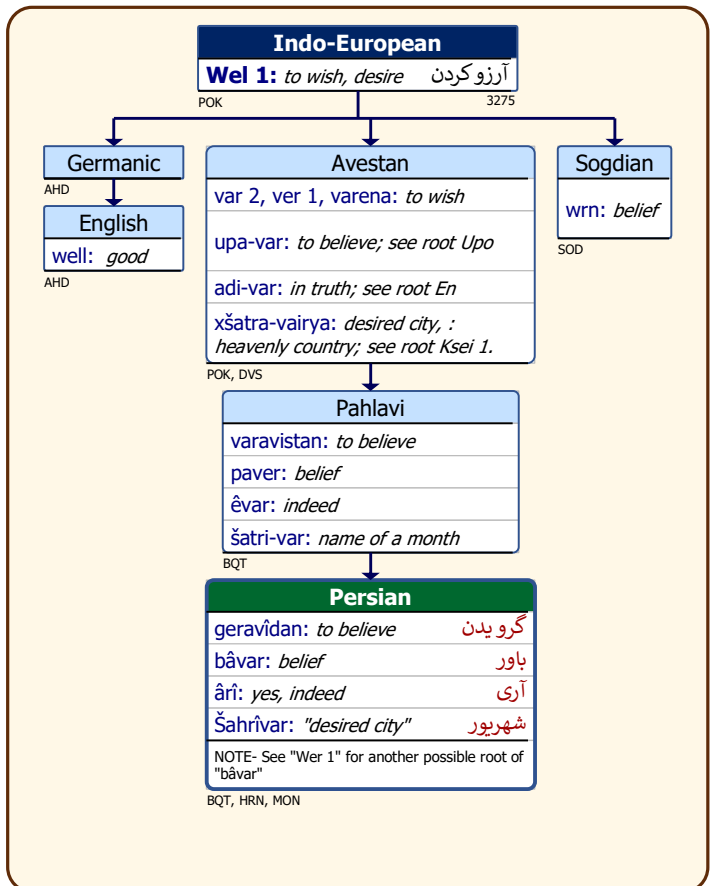 Indo-European
Wel 1: to wish, desire آرزو کردن
POK 3275
Germanic
AHD
English
well: good
AHD
Avestan
var 2, ver 1, varena: to wish
upa-var: to believe; see root Upo
adi-var: in truth; see root En
xšatra-vairya: desired city, :
heavenly country; see root Ksei 1.
POK, DVS
Sogdian
wrn: belief
SOD
Pahlavi
varavistan: to believe
paver: belief
êvar: indeed
šatri-var: name of a month
BQT
Persian
geravîdan: to believe گرویدن
bâvar: belief باور
ârî: yes, indeed آری
Šahrîvar: "desired city" شهریور
NOTE- See "Wer 1" for another possible root of
"bâvar"
BQT, HRN, MON